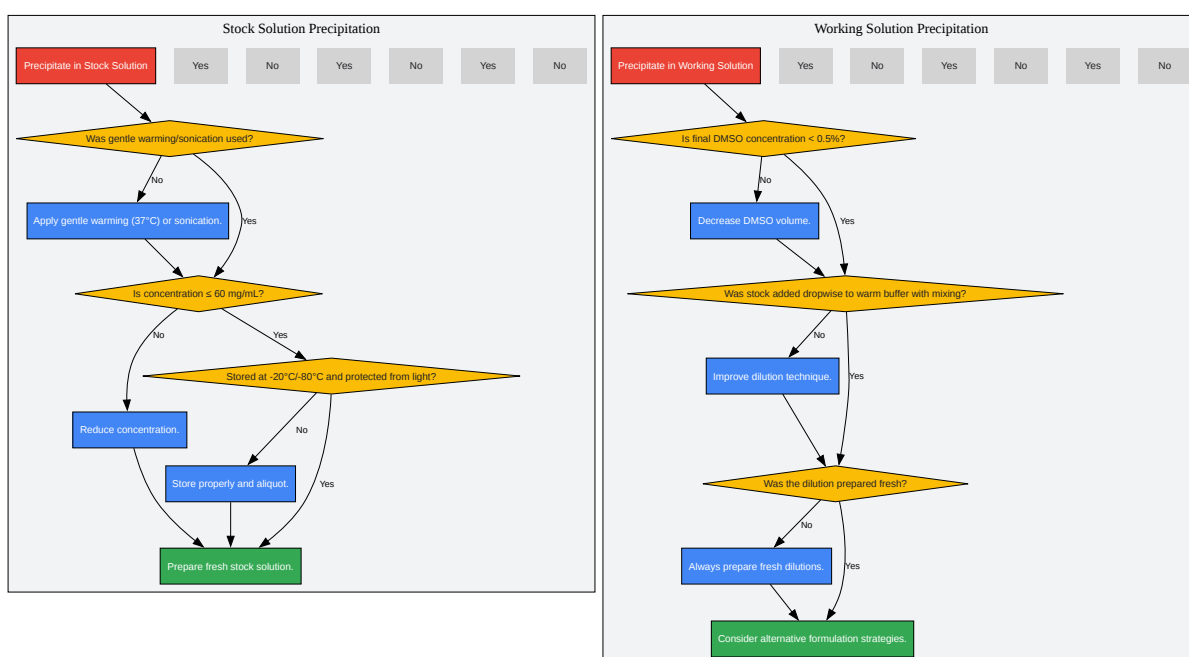 Stock Solution Precipitation
Precipitate in Stock Solution
Yes
No
Yes
No
Yes
No
Was gentle warming/sonication used?
No
Apply gentle warming (37°C) or sonication.
Yes
Is concentration ≤ 60 mg/mL?
No
Yes
Stored at -20°C/-80°C and protected from light?
Reduce concentration.
No
Store properly and aliquot.
Yes
Prepare fresh stock solution.
Working Solution Precipitation
Precipitate in Working Solution
Yes
No
Yes
No
Yes
No
Is final DMSO concentration < 0.5%?
No
Decrease DMSO volume.
Yes
Was stock added dropwise to warm buffer with mixing?
No
Improve dilution technique.
Yes
Was the dilution prepared fresh?
No
Always prepare fresh dilutions.
Yes
Consider alternative formulation strategies.